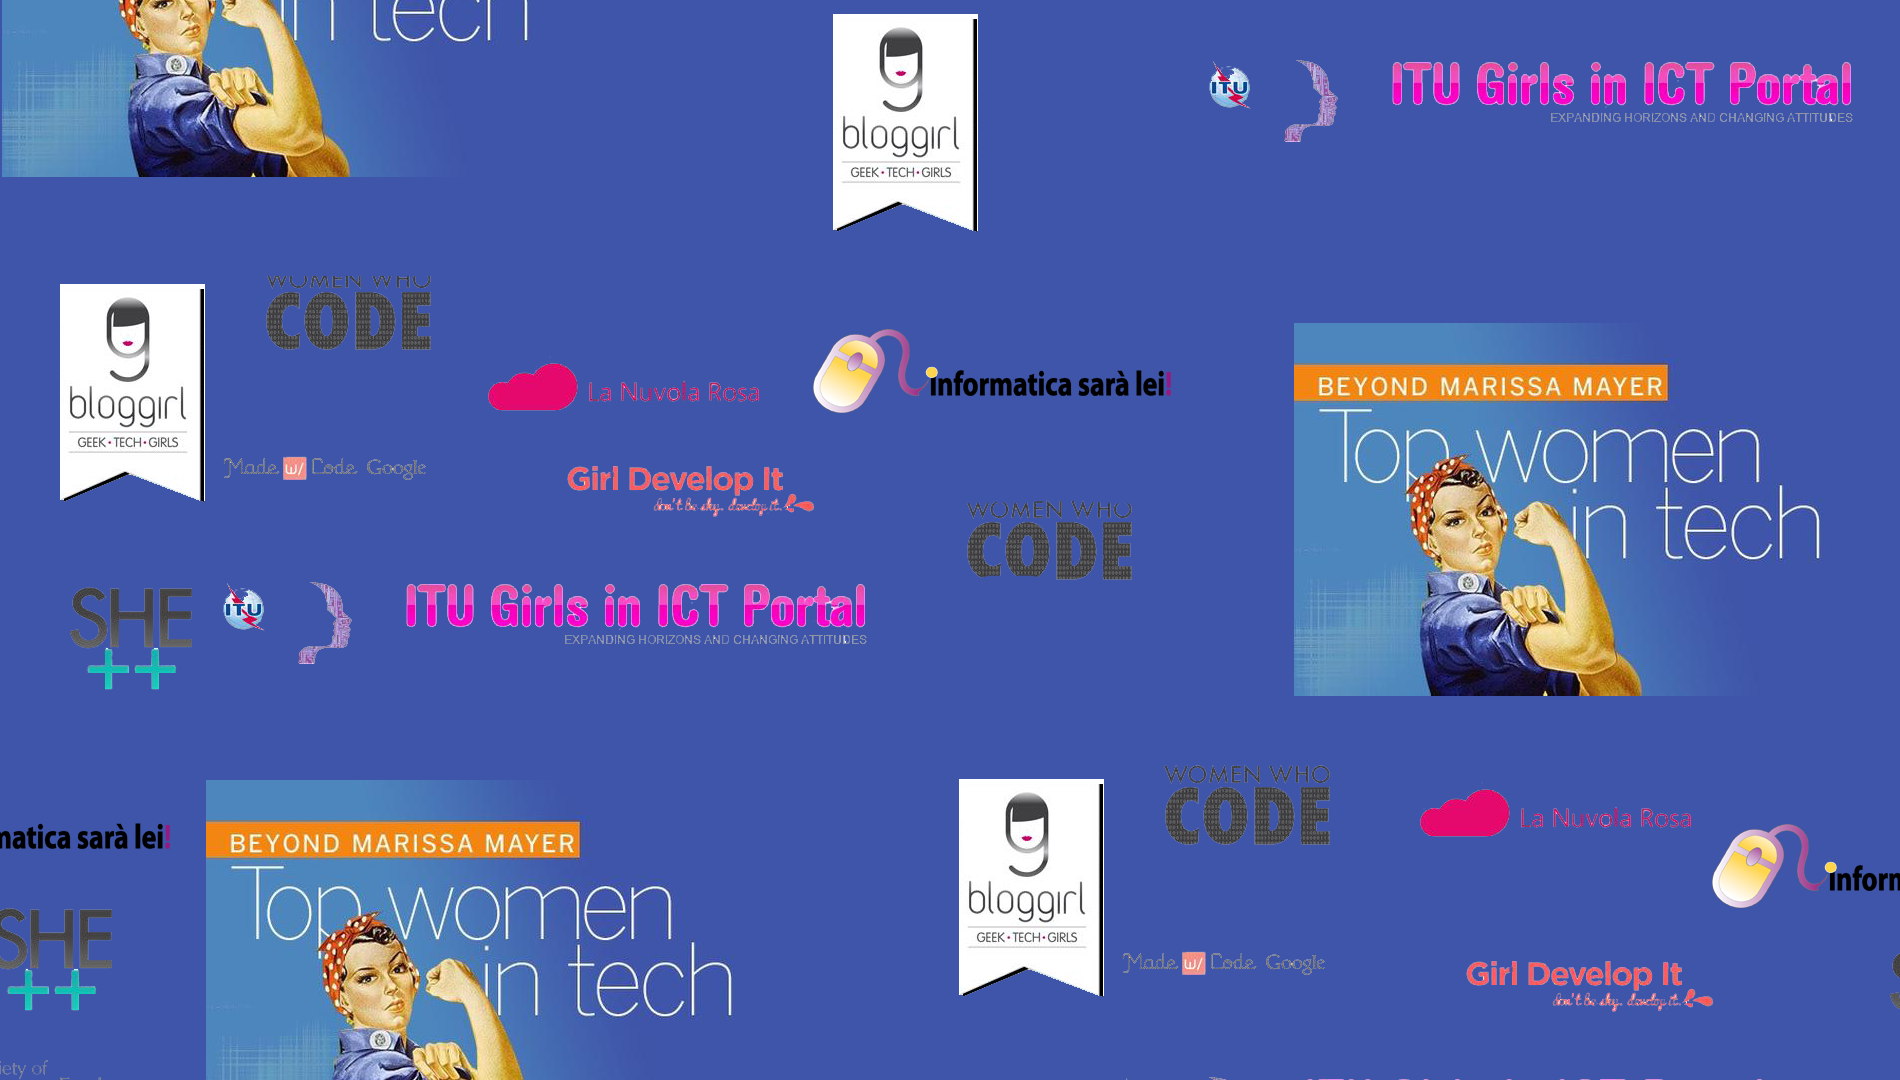 in tech
bloggirl
GEEK • TECH • GIRLS
ITU
ITU Girls in ICT Portal
EXPANDING HORIZONS AND CHANGING ATTITUDES
bloggirl
GEEK • TECH • GIRLS
WOMEN WHO
CODE
La Nuvola Rosa
informatica sarà lei!
Made w/ Code Google
Girl Develop It
don't be shy. develop it.
WOMEN WHO
CODE
BEYOND MARISSA MAYER
Top women
in tech
SHE
++
ITU
ITU Girls in ICT Portal
EXPANDING HORIZONS AND CHANGING ATTITUDES
matica sarà lei!
BEYOND MARISSA MAYER
Top women
in tech
SHE
++
iety of
bloggirl
GEEK • TECH • GIRLS
WOMEN WHO
CODE
La Nuvola Rosa
inform
Made w/ Code Google
Girl Develop It
don't be shy. develop it.